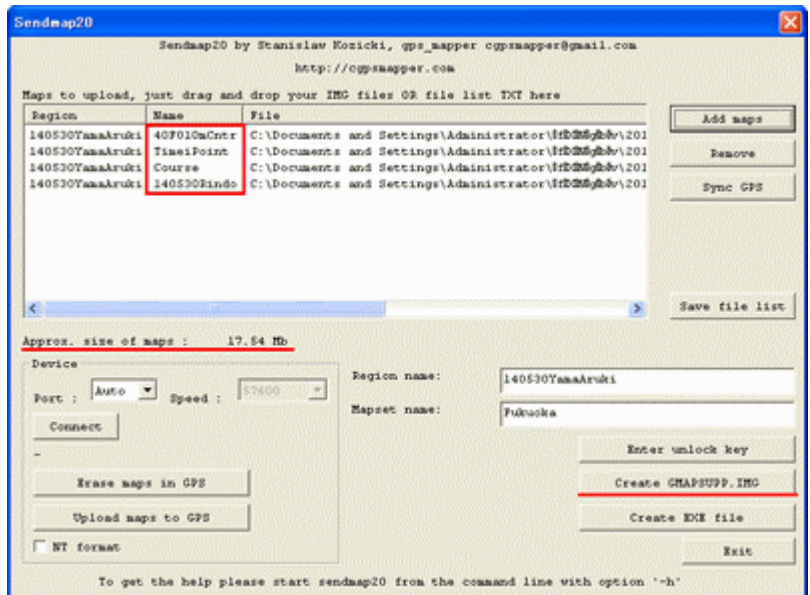 Sendmap20
Sendmap20 by Stanislaw Kozicki, gps_mapper cgpsmapper@gmail.com
http://cgpsmapper.com
Maps to upload, just drag and drop your IMG files OR file list TXT here
Region Name File
140530YamaAruki 40F010mCntr C:\Documents and Settings\Administrator\ \201
140530YamaAruki TimeiPoint C:\Documents and Settings\Administrator\ \201
140530YamaAruki Course C:\Documents and Settings\Administrator\ \201
140530YamaAruki 140530Rindo C:\Documents and Settings\Administrator\ \201
Add maps
Remove
Sync GPS
Save file list
Approx. size of maps : 17.54 Mb
Device
Port : Auto Speed : 57600
Connect
-
Erase maps in GPS
Upload maps to GPS
NT format
Region name: 140530YamaAruki
Mapset name: Fukuoka
Enter unlock key
Create GMAPSUPP.IMG
Create EXE file
Exit
To get the help please start sendmap20 from the command line with option '-h'